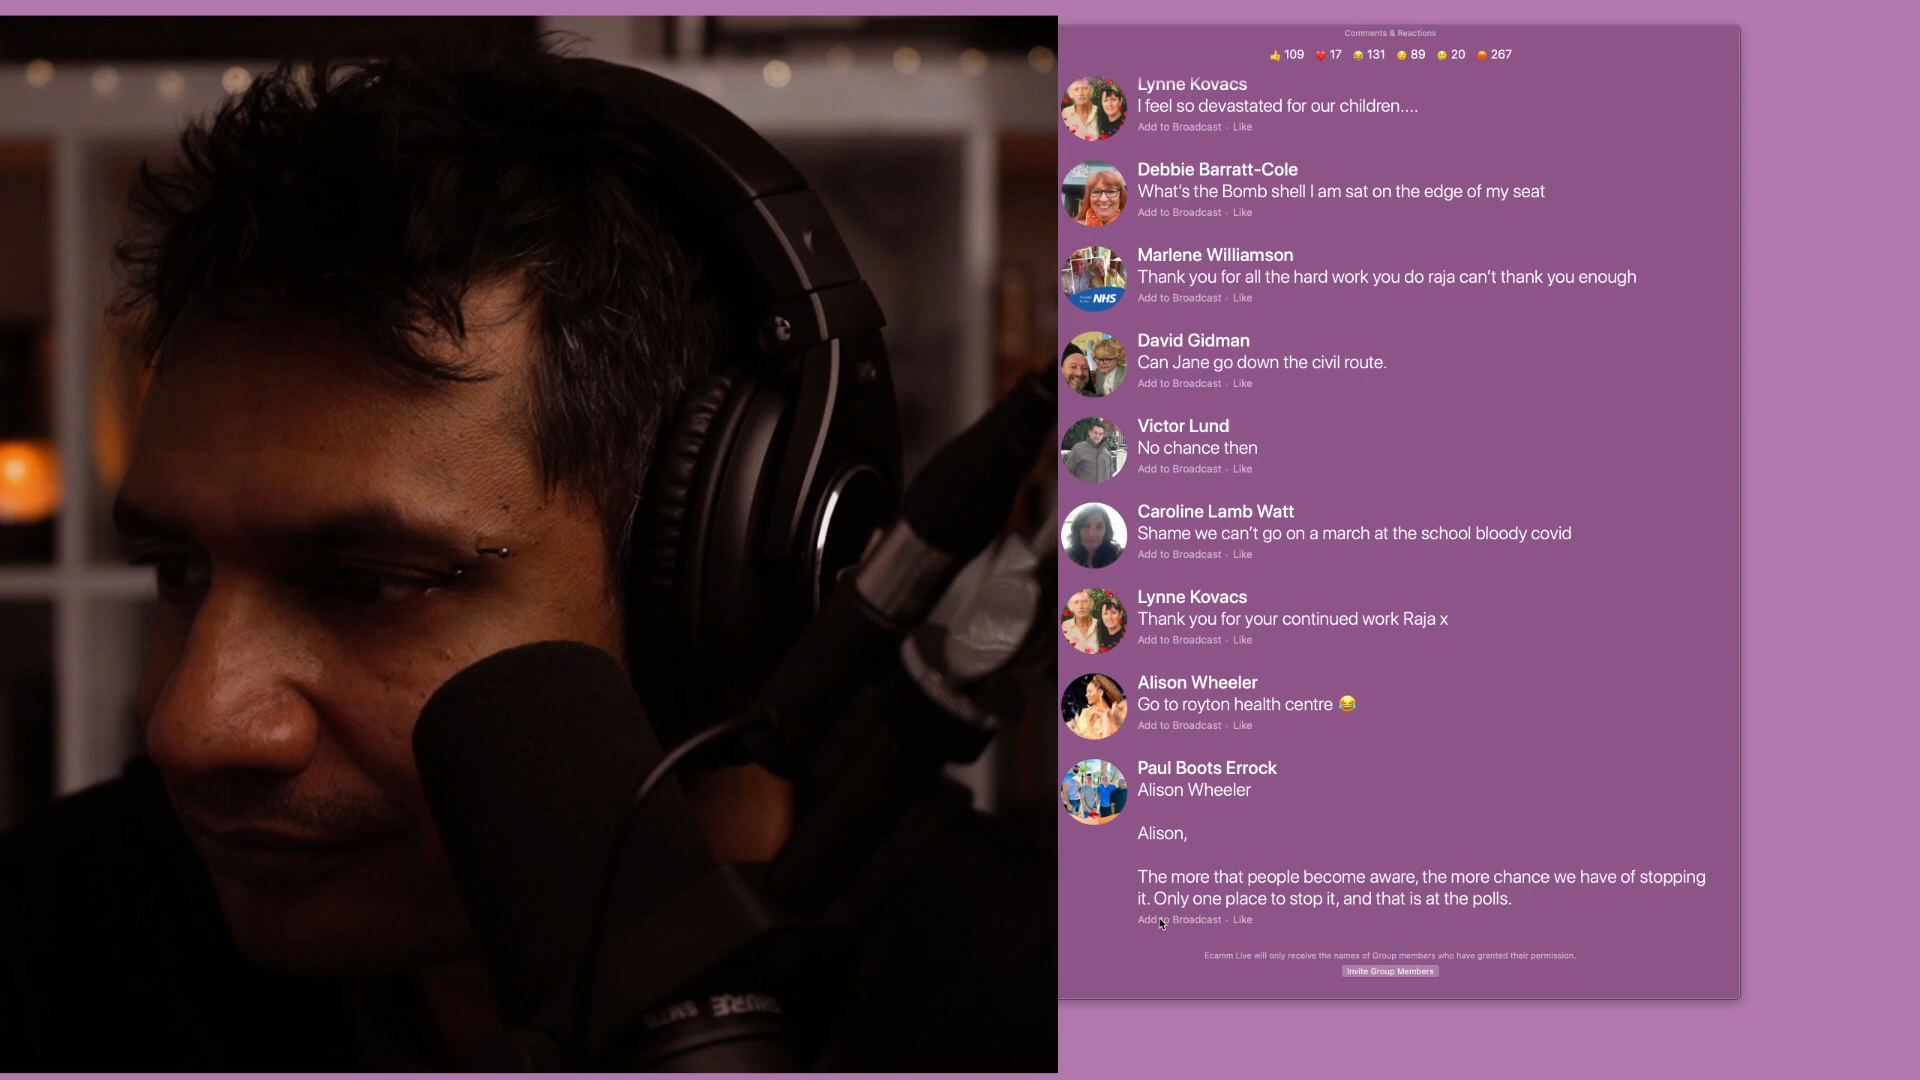 Comments & Reactions
👍 109 ❤️ 17 😂 131 😯 89 😢 20 😡 267
Lynne Kovacs
I feel so devastated for our children....
Add to Broadcast · Like
Debbie Barratt-Cole
What's the Bomb shell I am sat on the edge of my seat
Add to Broadcast · Like
Marlene Williamson
Thank you for all the hard work you do raja can't thank you enough
NHS
Add to Broadcast · Like
David Gidman
Can Jane go down the civil route.
Add to Broadcast · Like
Victor Lund
No chance then
Add to Broadcast · Like
Caroline Lamb Watt
Shame we can't go on a march at the school bloody covid
Add to Broadcast · Like
Lynne Kovacs
Thank you for your continued work Raja x
Add to Broadcast · Like
Alison Wheeler
Go to royton health centre 😂
Add to Broadcast · Like
Paul Boots Errock
Alison Wheeler
Alison,
The more that people become aware, the more chance we have of stopping
it. Only one place to stop it, and that is at the polls.
Add to Broadcast · Like
Ecamm Live will only receive the names of Group members who have granted their permission.
Invite Group Members